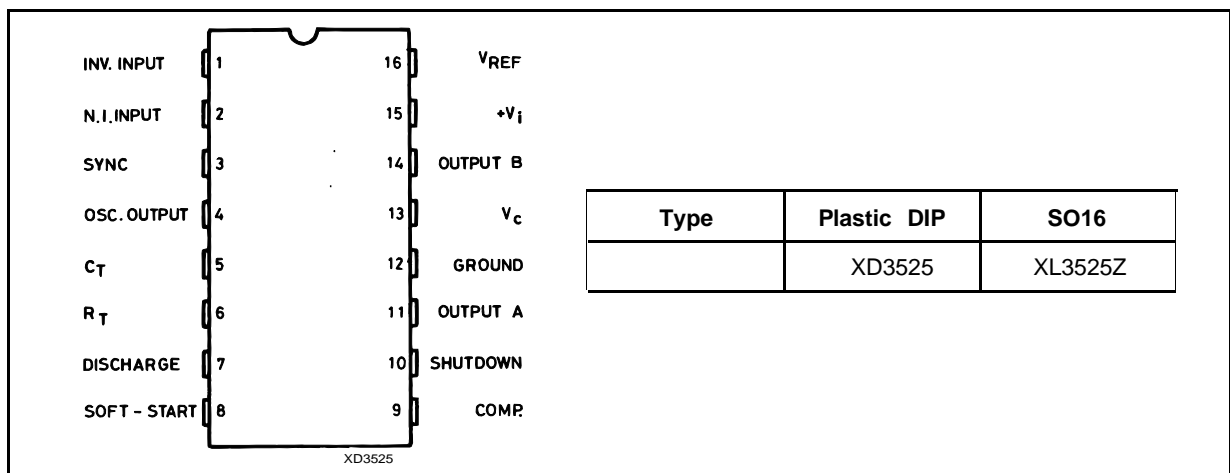 INV. INPUT 1 16 VREF
N.I. INPUT 2 15 +Vi
SYNC 3 14 OUTPUT B
OSC. OUTPUT 4 13 Vc
CT 5 12 GROUND
RT 6 11 OUTPUT A
DISCHARGE 7 10 SHUTDOWN
SOFT - START 8 9 COMP.
XD3525
Type Plastic DIP SO16
XD3525 XL3525Z